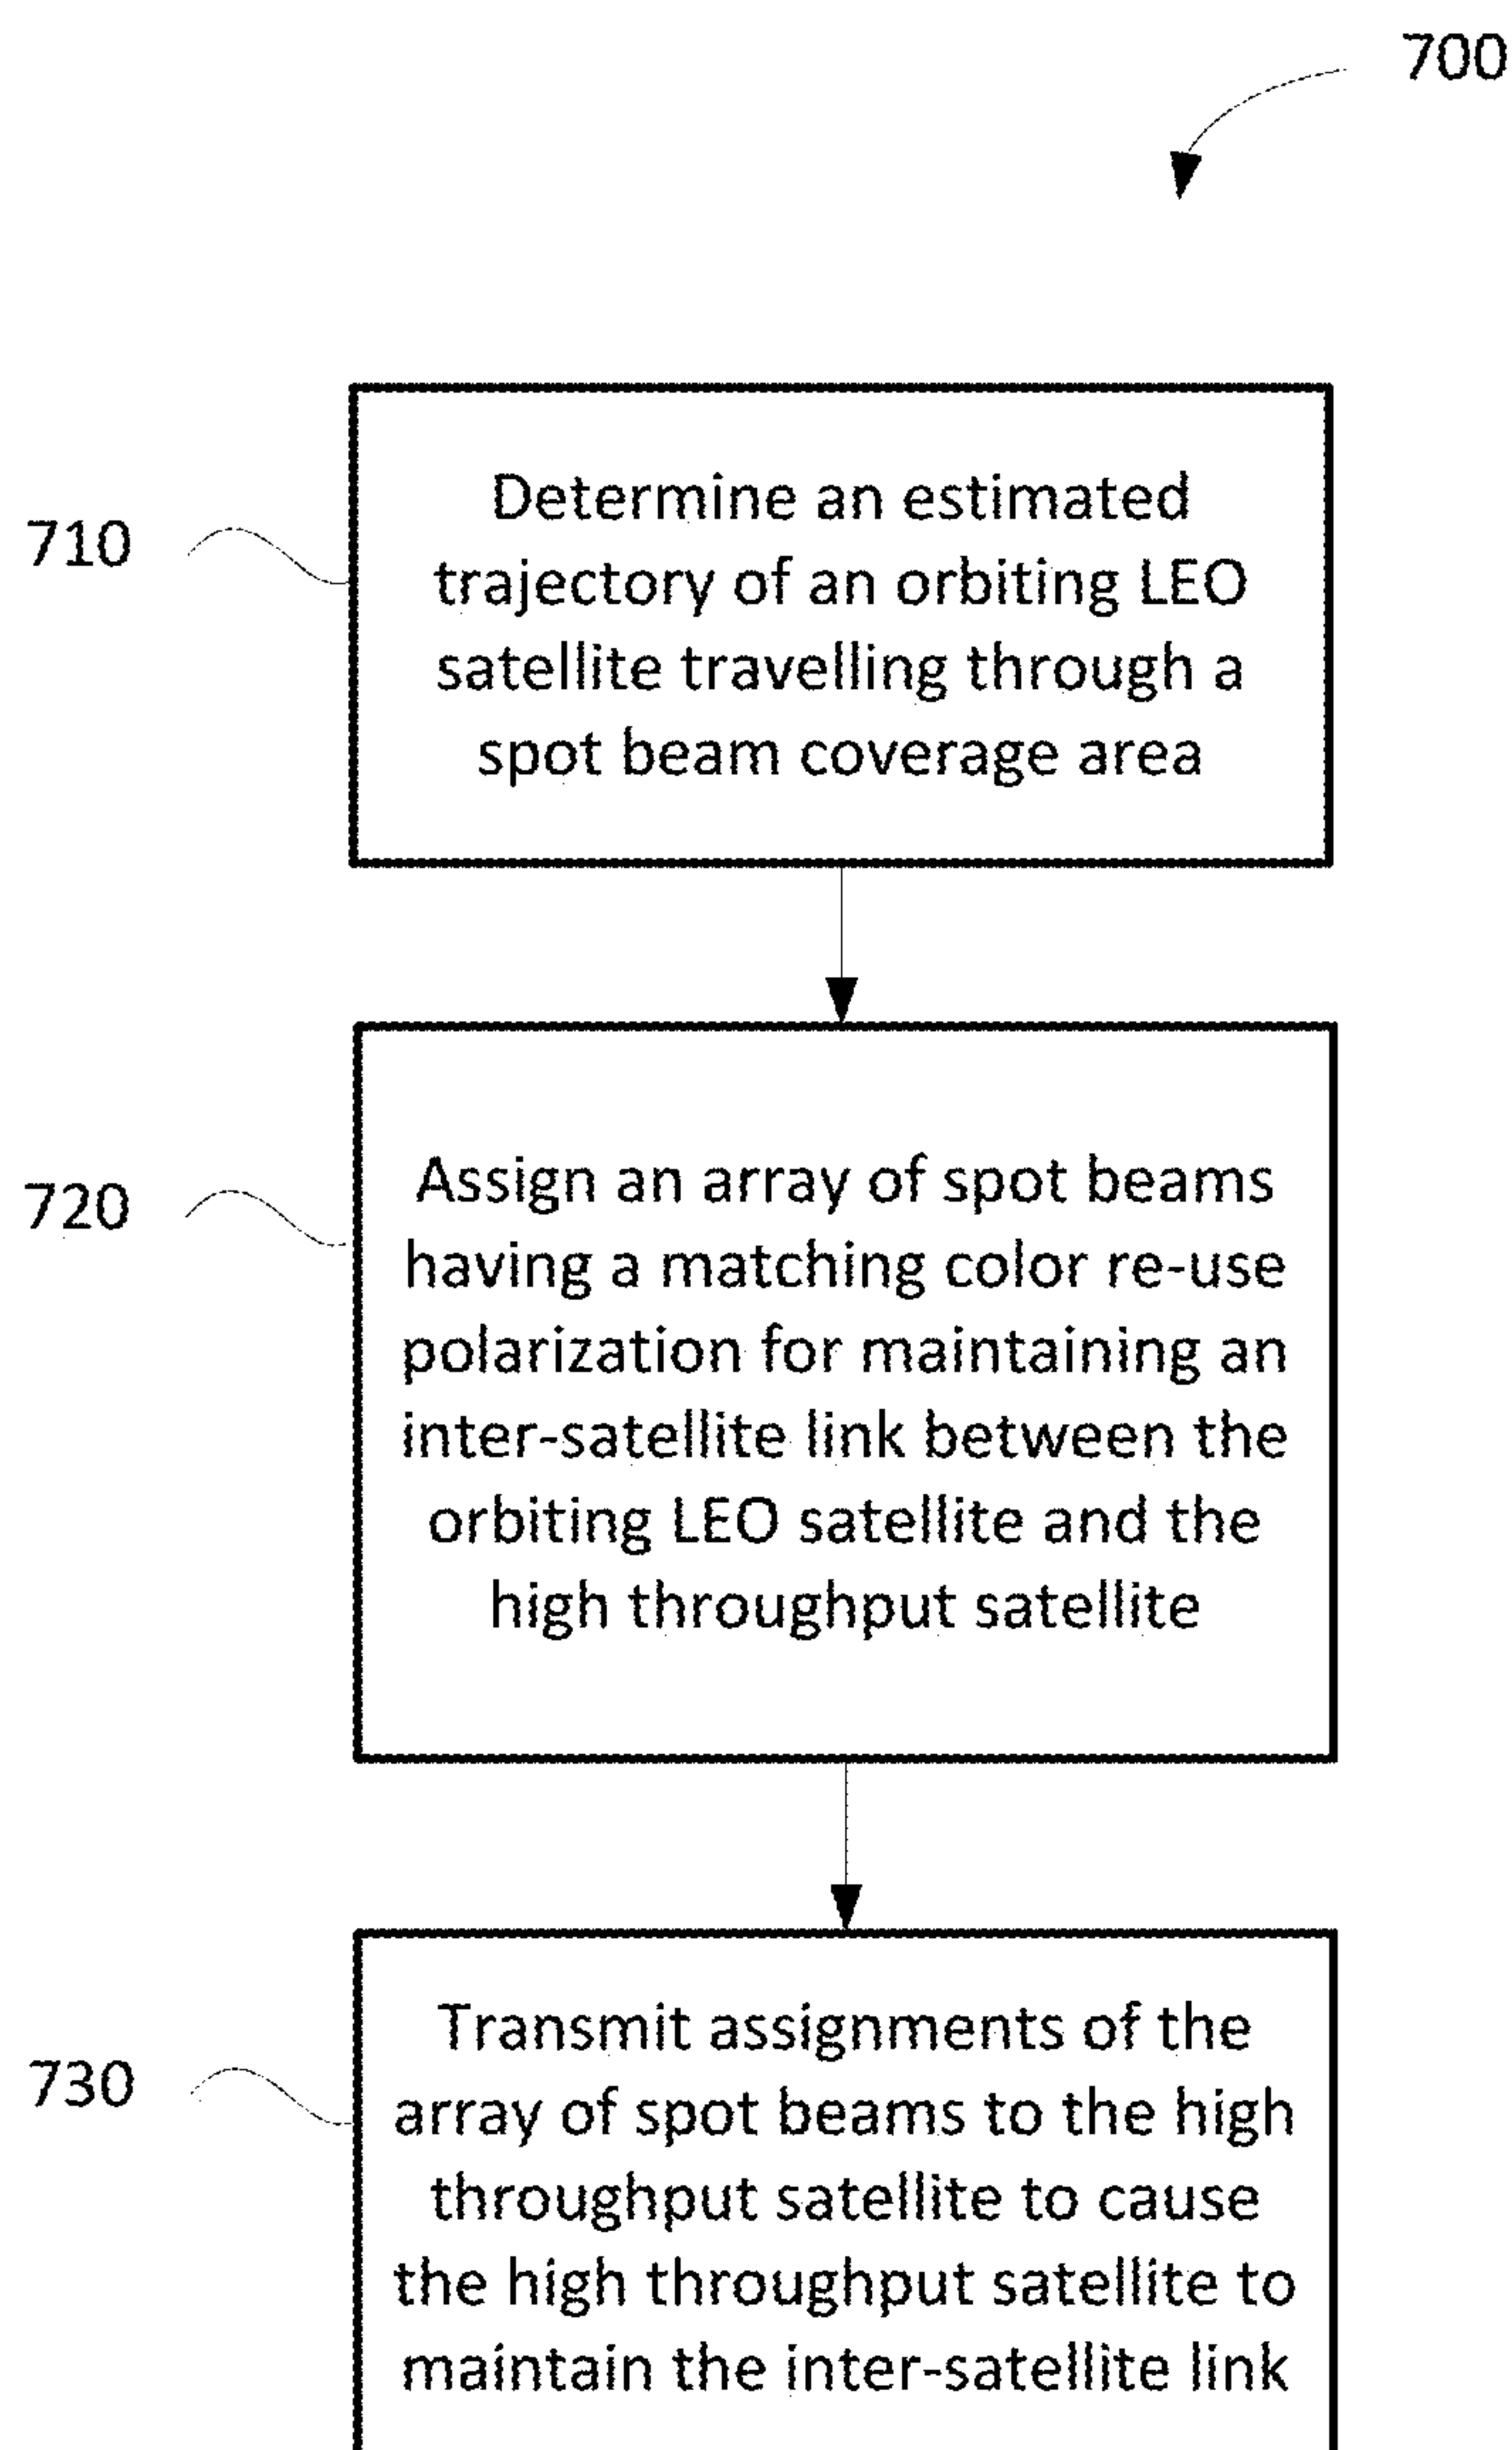 700
710
Determine an estimated
trajectory of an orbiting LEO
satellite travelling through a
spot beam coverage area
720
Assign an array of spot beams
having a matching color re-use
polarization for maintaining an
inter-satellite link between the
orbiting LEO satellite and the
high throughput satellite
730
Transmit assignments of the
array of spot beams to the high
throughput satellite to cause
the high throughput satellite to
maintain the inter-satellite link